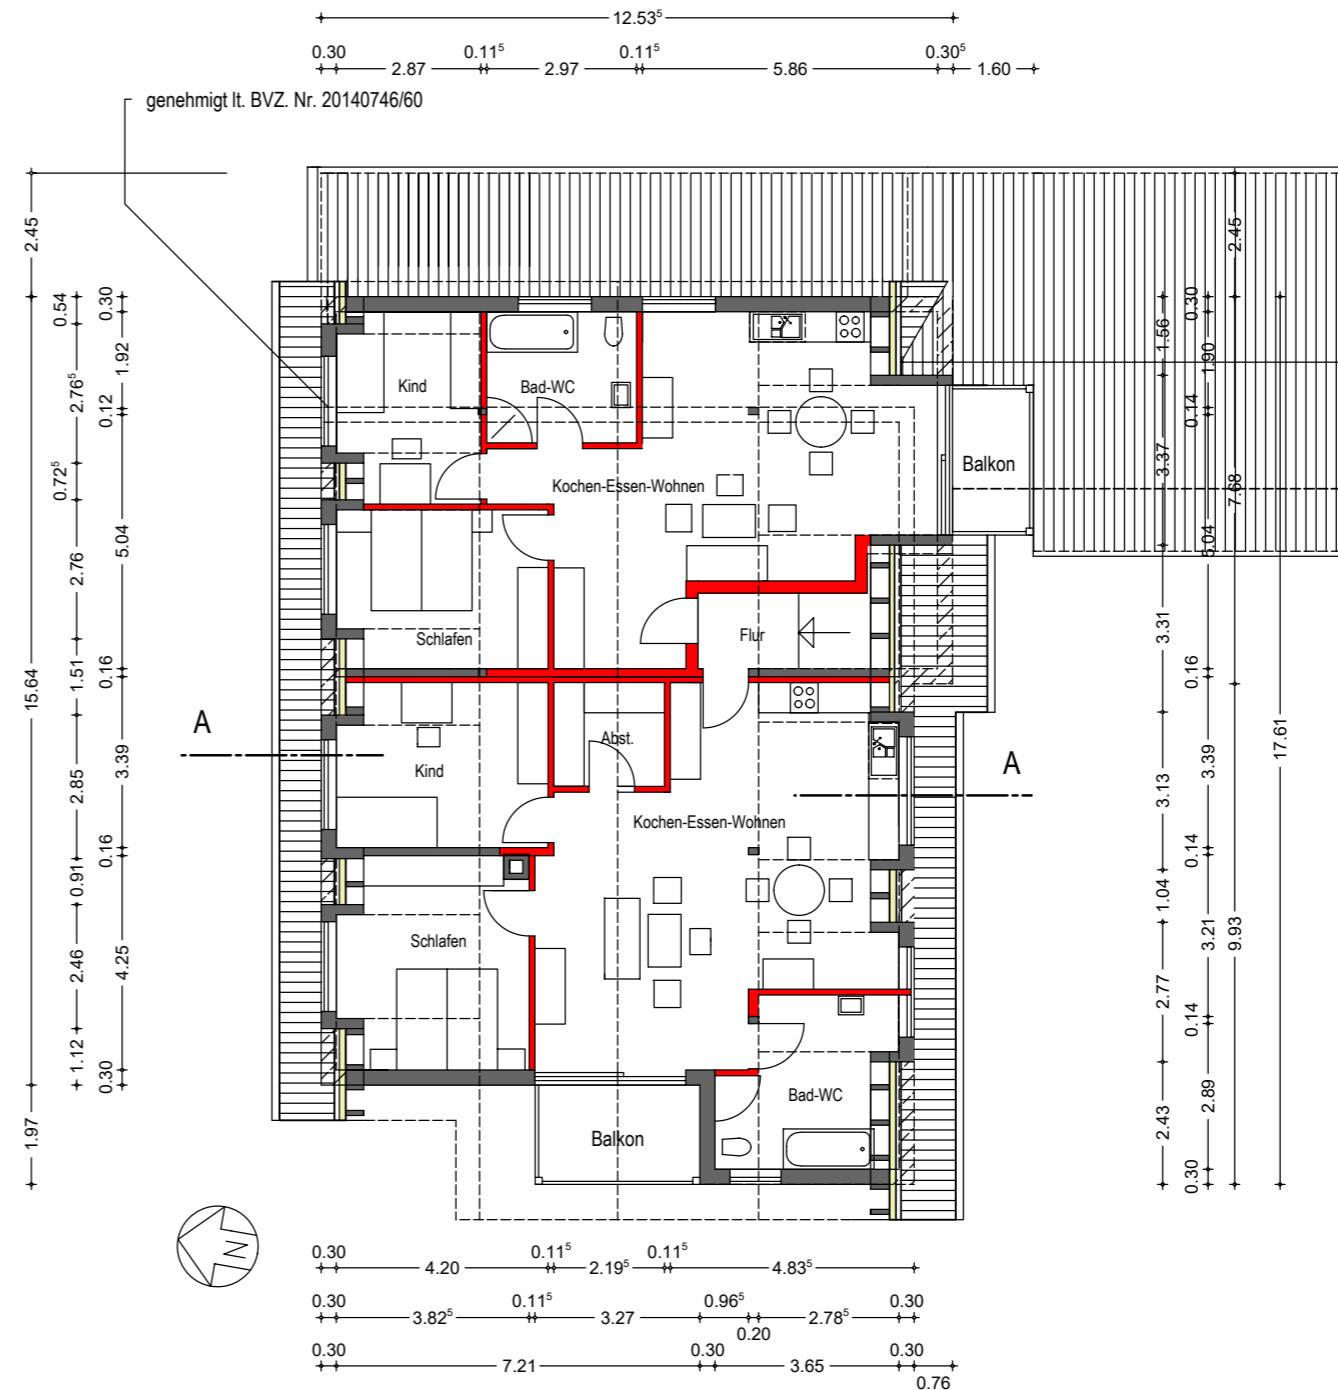 12.53⁵
0.30 0.11⁵ 0.11⁵ 0.30⁵
2.87 2.97 5.86 1.60
genehmigt lt. BVZ. Nr. 20140746/60
2.45
15.64
1.97
0.54
2.76⁵
0.72⁵
2.76
1.51
2.85
0.91
2.46
1.12
0.30
1.92
0.12
5.04
0.16
3.39
0.16
4.25
0.30
Kind
Bad-WC
Kochen-Essen-Wohnen
Balkon
Schlafen
Flur
A
Kind
Abst.
A
Kochen-Essen-Wohnen
Schlafen
Bad-WC
Balkon
N
1.56
3.37
3.31
3.13
1.04
2.77
2.43
0.30
1.90
0.14
5.04
0.16
3.39
0.14
3.21
0.14
2.89
0.30
2.45
7.68
9.93
17.61
0.30 0.11⁵ 0.11⁵
4.20 2.19⁵ 4.83⁵
0.30 0.11⁵ 0.96⁵ 0.30
3.82⁵ 3.27 2.78⁵
0.20
0.30 0.30 0.30
7.21 3.65
0.76